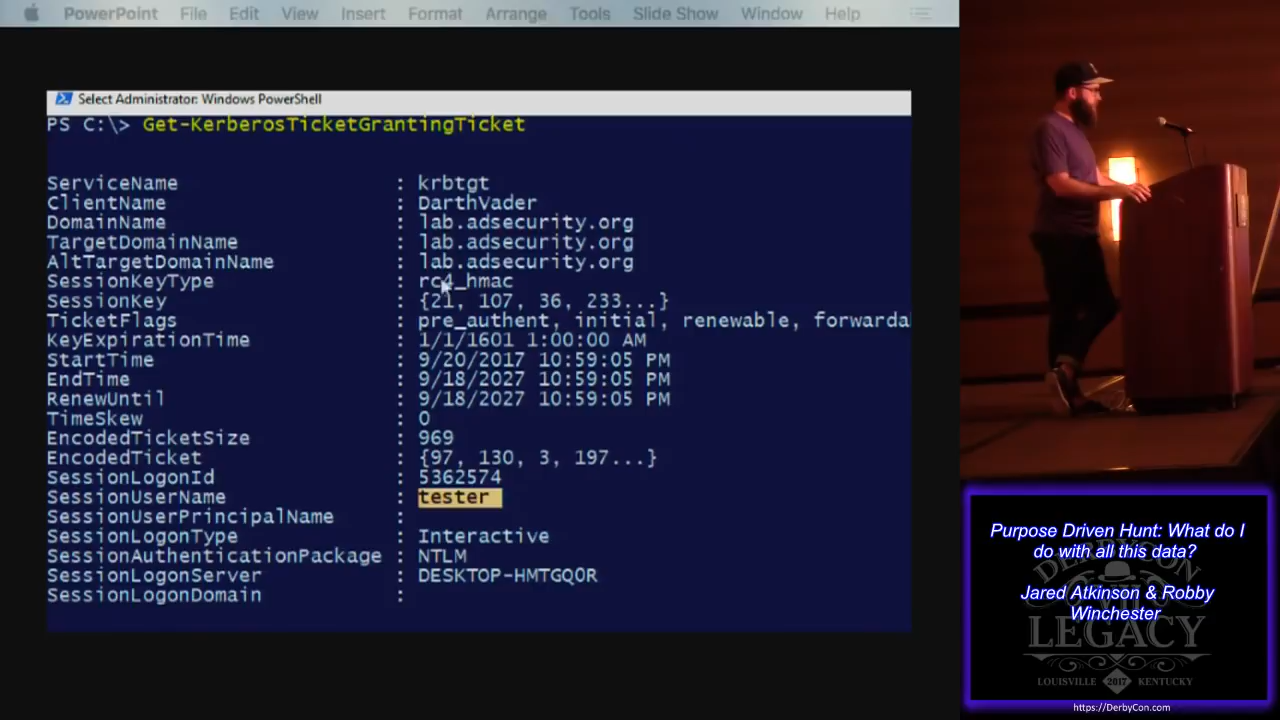 PowerPoint File Edit View Insert Format Arrange Tools Slide Show Window Help
Select Administrator: Windows PowerShell
PS C:\> Get-KerberosTicketGrantingTicket
ServiceName : krbtgt
ClientName : DarthVader
DomainName : lab.adsecurity.org
TargetDomainName : lab.adsecurity.org
AltTargetDomainName : lab.adsecurity.org
SessionKeyType : rc4_hmac
SessionKey : {21, 107, 36, 233...}
TicketFlags : pre_authent, initial, renewable, forwarda
KeyExpirationTime : 1/1/1601 1:00:00 AM
StartTime : 9/20/2017 10:59:05 PM
EndTime : 9/18/2027 10:59:05 PM
RenewUntil : 9/18/2027 10:59:05 PM
TimeSkew : 0
EncodedTicketSize : 969
EncodedTicket : {97, 130, 3, 197...}
SessionLogonId : 5362574
SessionUserName : tester
SessionUserPrincipalName :
SessionLogonType : Interactive
SessionAuthenticationPackage : NTLM
SessionLogonServer : DESKTOP-HMTGQ0R
SessionLogonDomain :
Purpose Driven Hunt: What do I
do with all this data?
Jared Atkinson & Robby
Winchester
DERBYCON
VII
LEGACY
LOUISVILLE 2017 KENTUCKY
https://DerbyCon.com